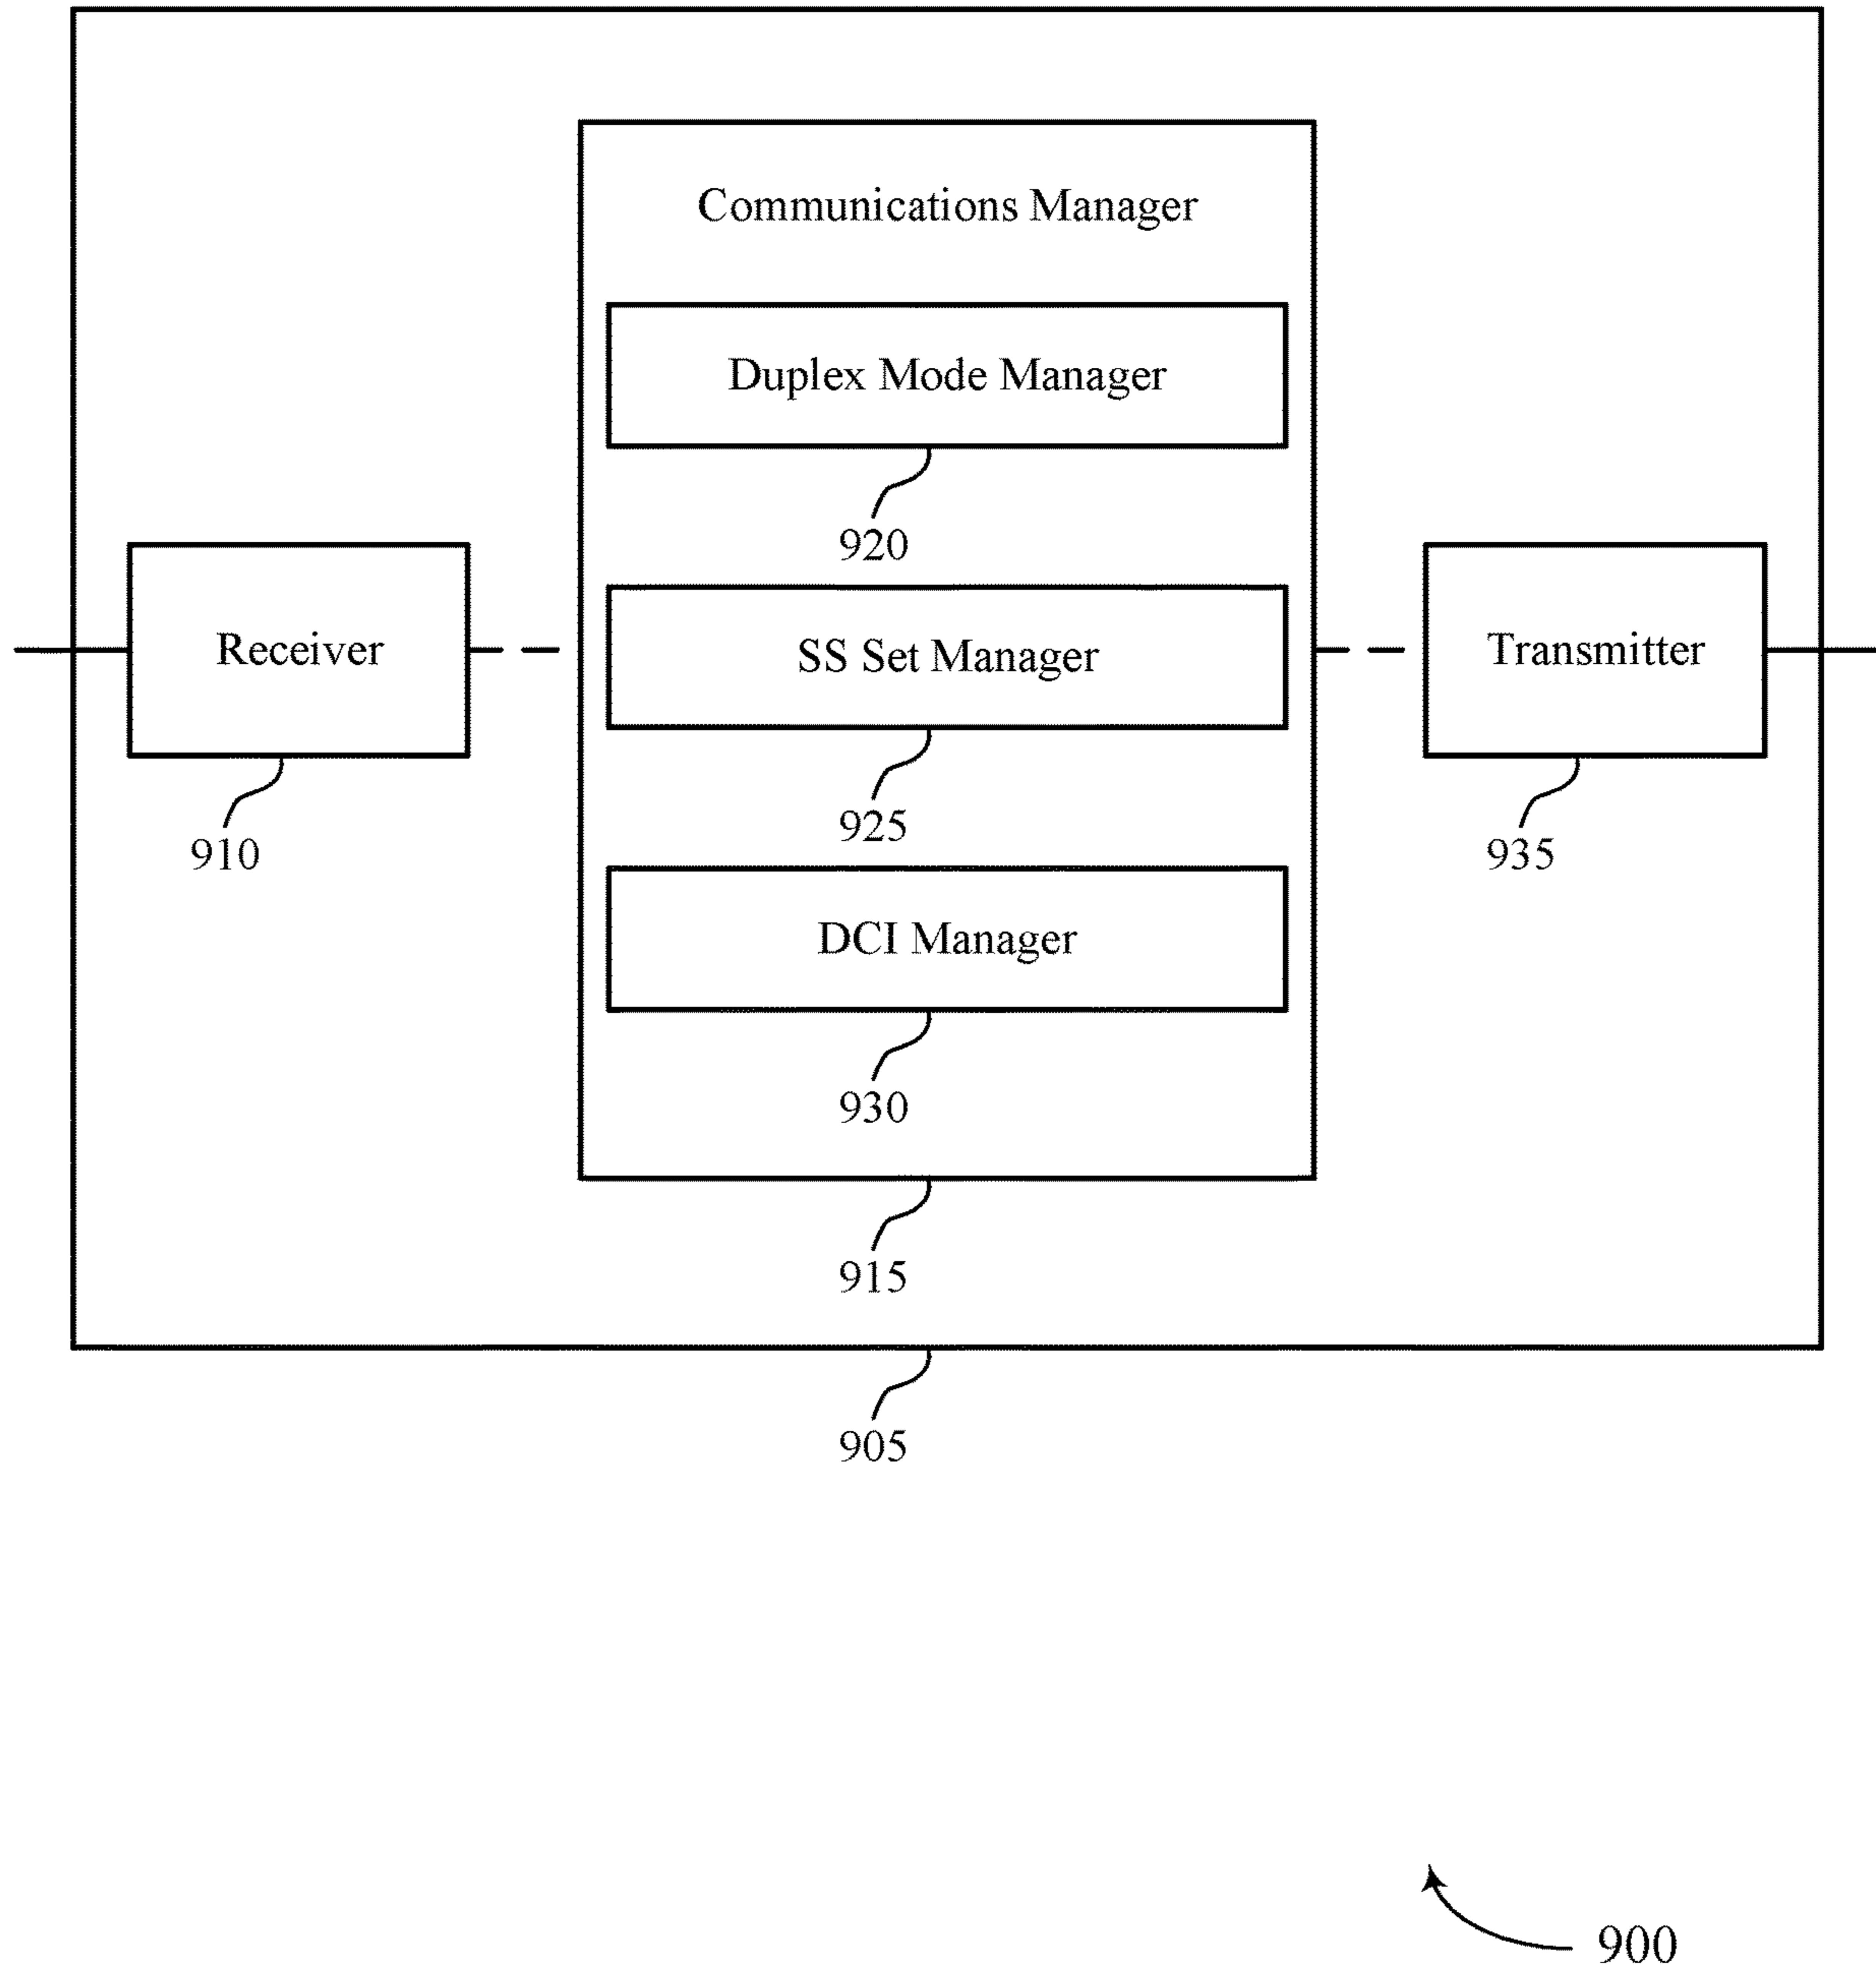 Communications Manager
Duplex Mode Manager
920
Receiver
SS Set Manager
Transmitter
910
925
935
DCI Manager
930
915
905
900